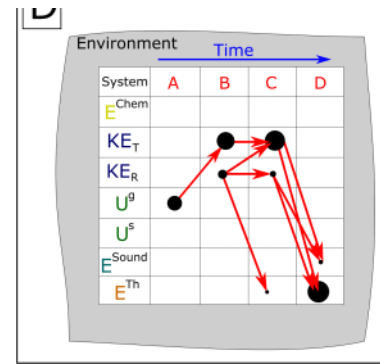 D
Environment
Time
System A B C D
E^Chem
KE_T
KE_R
U^g
U^s
E^Sound
E^Th